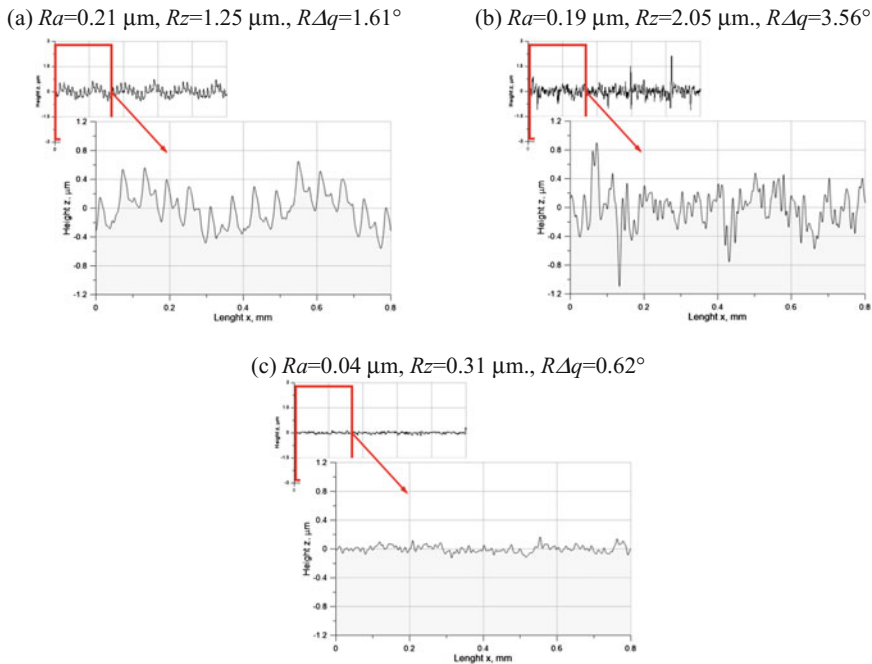 (a) Ra=0.21 μm, Rz=1.25 μm., RΔq=1.61°
Height z, μm
1.2
0.8
0.4
0
-0.4
-0.8
-1.2
0 0.2 0.4 0.6 0.8
Lenght x, mm
(b) Ra=0.19 μm, Rz=2.05 μm., RΔq=3.56°
Height z, μm
1.2
0.8
0.4
0
-0.4
-0.8
-1.2
0 0.2 0.4 0.6 0.8
Lenght x, mm
(c) Ra=0.04 μm, Rz=0.31 μm., RΔq=0.62°
Height z, μm
1.2
0.8
0.4
0
-0.4
-0.8
-1.2
0 0.2 0.4 0.6 0.8
Lenght x, mm